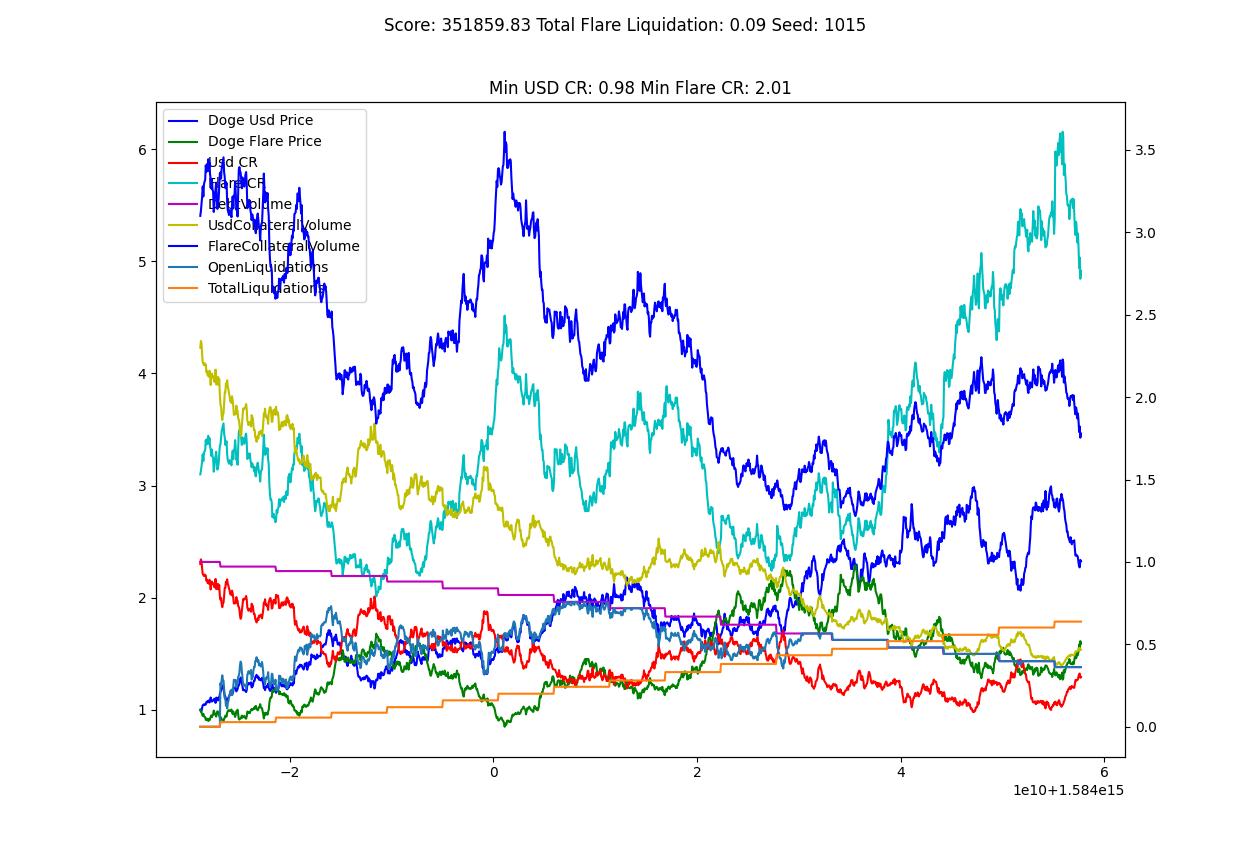 Score: 351859.83 Total Flare Liquidation: 0.09 Seed: 1015
Min USD CR: 0.98 Min Flare CR: 2.01
Doge Usd Price
Doge Flare Price
Usd CR
Flare CR
DebtVolume
UsdCollateralVolume
FlareCollateralVolume
OpenLiquidations
TotalLiquidations
6
5
4
3
2
1
3.5
3.0
2.5
2.0
1.5
1.0
0.5
0.0
−2
0
2
4
6
1e10+1.584e15